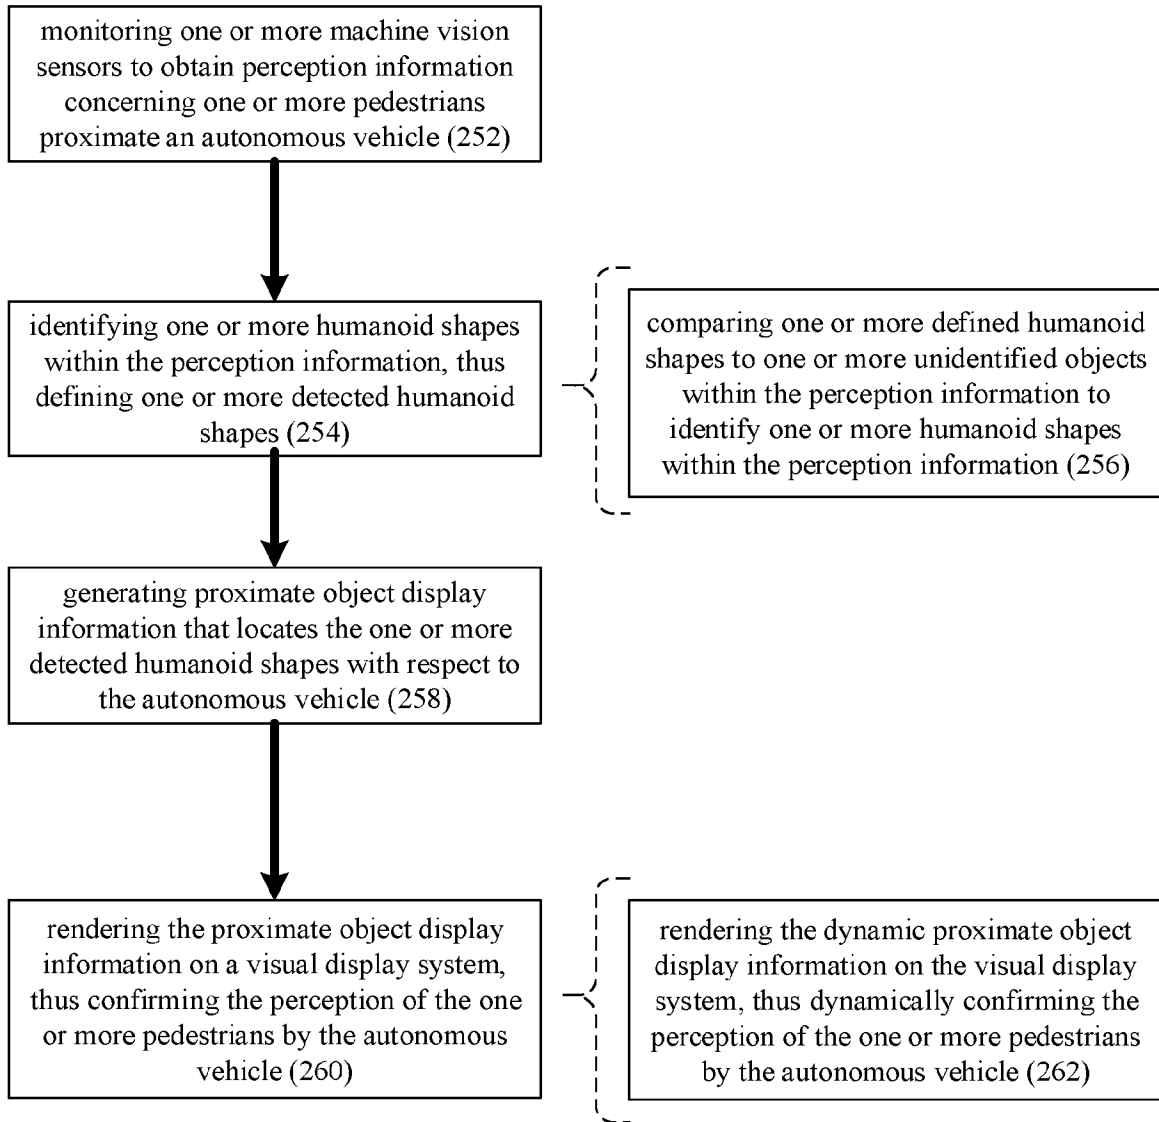 monitoring one or more machine vision
sensors to obtain perception information
concerning one or more pedestrians
proximate an autonomous vehicle (252)
identifying one or more humanoid shapes
within the perception information, thus
defining one or more detected humanoid
shapes (254)
comparing one or more defined humanoid
shapes to one or more unidentified objects
within the perception information to
identify one or more humanoid shapes
within the perception information (256)
generating proximate object display
information that locates the one or more
detected humanoid shapes with respect to
the autonomous vehicle (258)
rendering the proximate object display
information on a visual display system,
thus confirming the perception of the one
or more pedestrians by the autonomous
vehicle (260)
rendering the dynamic proximate object
display information on the visual display
system, thus dynamically confirming the
perception of the one or more pedestrians
by the autonomous vehicle (262)